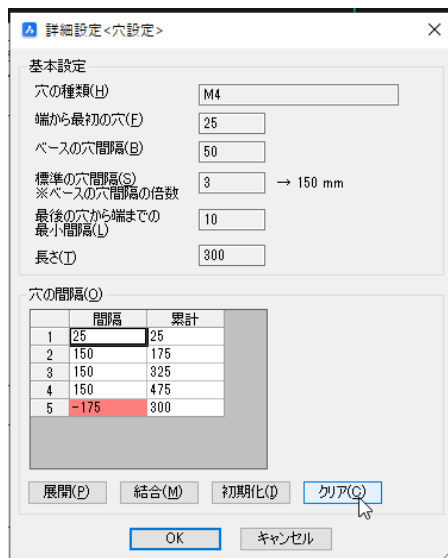 詳細設定<穴設定>
基本設定
穴の種類(H) M4
端から最初の穴(F) 25
ベースの穴間隔(B) 50
標準の穴間隔(S) 3 → 150 mm
※ベースの穴間隔の倍数
最後の穴から端までの
最小間隔(L) 10
長さ(T) 300
穴の間隔(O)
間隔 累計
1 25 25
2 150 175
3 150 325
4 150 475
5 -175 300
展開(P) 結合(M) 初期化(I) クリア(C)
OK キャンセル